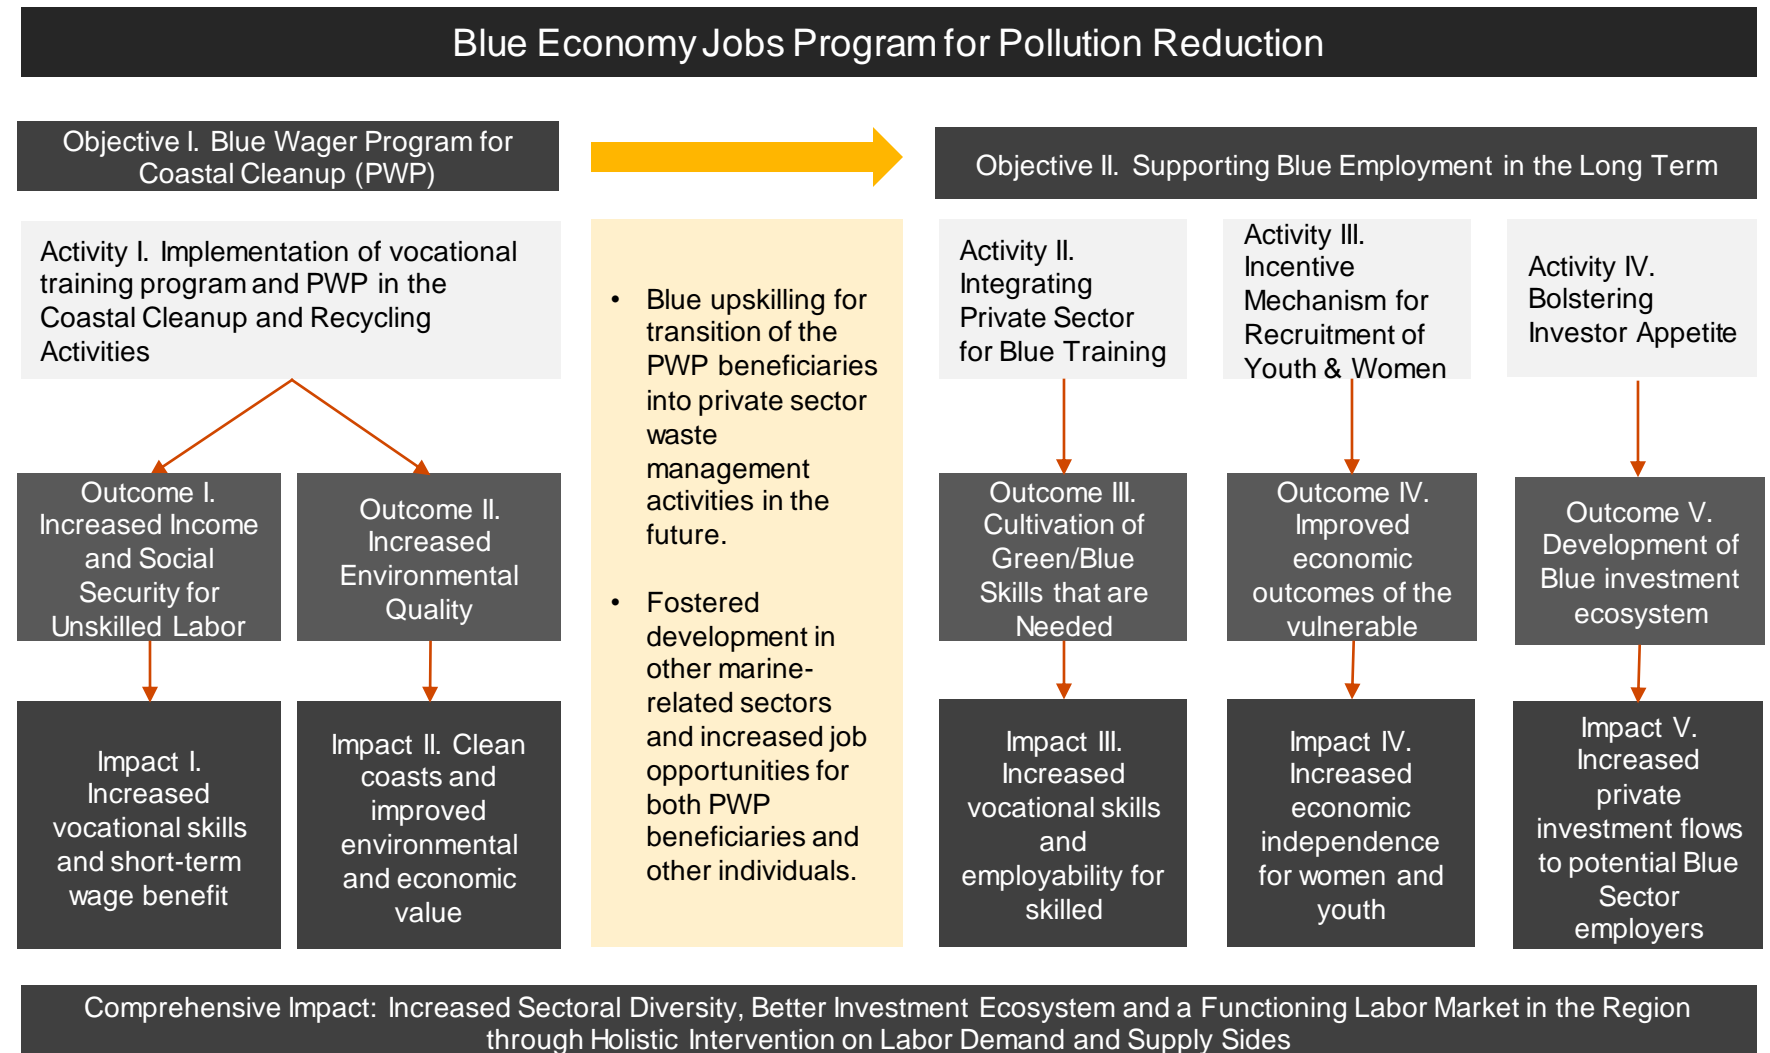 Blue Economy Jobs Program for Pollution Reduction
Objective I. Blue Wager Program for
Coastal Cleanup (PWP)
Objective II. Supporting Blue Employment in the Long Term
Activity I. Implementation of vocational
training program and PWP in the
Coastal Cleanup and Recycling
Activities
• Blue upskilling for
transition of the
PWP beneficiaries
into private sector
waste
management
activities in the
future.
• Fostered
development in
other marine-
related sectors
and increased job
opportunities for
both PWP
beneficiaries and
other individuals.
Activity II.
Integrating
Private Sector
for Blue Training
Activity III.
Incentive
Mechanism for
Recruitment of
Youth & Women
Activity IV.
Bolstering
Investor Appetite
Outcome I.
Increased Income
and Social
Security for
Unskilled Labor
Outcome II.
Increased
Environmental
Quality
Outcome III.
Cultivation of
Green/Blue
Skills that are
Needed
Outcome IV.
Improved
economic
outcomes of the
vulnerable
Outcome V.
Development of
Blue investment
ecosystem
Impact I.
Increased
vocational skills
and short-term
wage benefit
Impact II. Clean
coasts and
improved
environmental
and economic
value
Impact III.
Increased
vocational skills
and
employability for
skilled
Impact IV.
Increased
economic
independence
for women and
youth
Impact V.
Increased
private
investment flows
to potential Blue
Sector
employers
Comprehensive Impact: Increased Sectoral Diversity, Better Investment Ecosystem and a Functioning Labor Market in the Region
through Holistic Intervention on Labor Demand and Supply Sides